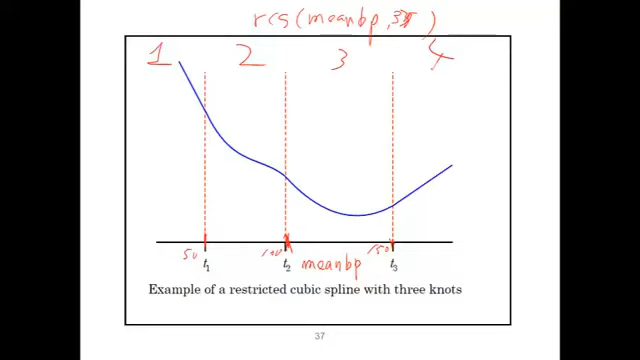 rcs(meanbp,3)
1 2 3 4
50 100 150
t1 t2 t3
meanbp
Example of a restricted cubic spline with three knots
37